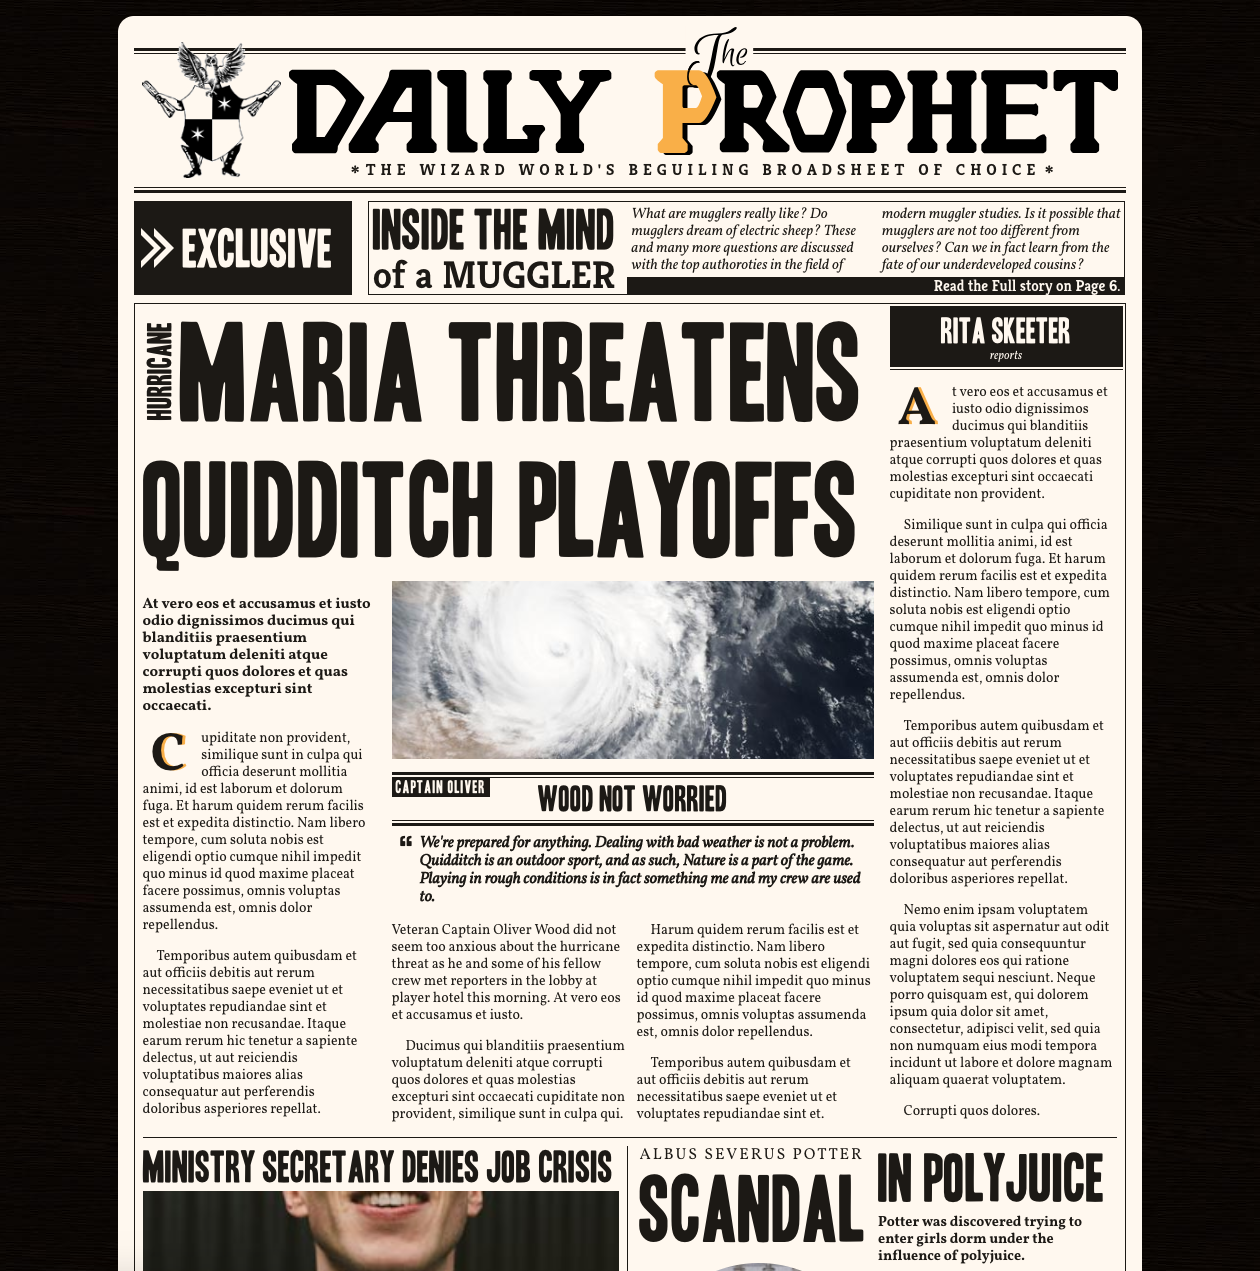 The
DAILY PROPHET
*THE WIZARD WORLD'S BEGUILING BROADSHEET OF CHOICE *
EXCLUSIVE
INSIDE THE MIND
of a MUGGLER
What are mugglers really like? Do
mugglers dream of electric sheep? These
and many more questions are discussed
with the top authoroties in the field of
modern muggler studies. Is it possible that
mugglers are not too different from
ourselves? Can we in fact learn from the
fate of our underdeveloped cousins?
Read the Full story on Page 6.
HURRICANE
MARIA THREATENS
QUIDDITCH PLAYOFFS
At vero eos et accusamus et iusto
odio dignissimos ducimus qui
blanditiis praesentium
voluptatum deleniti atque
corrupti quos dolores et quas
molestias excepturi sint
occaecati.
Cupiditate non provident,
similique sunt in culpa qui
officia deserunt mollitia
animi, id est laborum et dolorum
fuga. Et harum quidem rerum facilis
est et expedita distinctio. Nam libero
tempore, cum soluta nobis est
eligendi optio cumque nihil impedit
quo minus id quod maxime placeat
facere possimus, omnis voluptas
assumenda est, omnis dolor
repellendus.
Temporibus autem quibusdam et
aut officiis debitis aut rerum
necessitatibus saepe eveniet ut et
voluptates repudiandae sint et
molestiae non recusandae. Itaque
earum rerum hic tenetur a sapiente
delectus, ut aut reiciendis
voluptatibus maiores alias
consequatur aut perferendis
doloribus asperiores repellat.
CAPTAIN OLIVER
WOOD NOT WORRIED
“ We're prepared for anything. Dealing with bad weather is not a problem.
Quidditch is an outdoor sport, and as such, Nature is a part of the game.
Playing in rough conditions is in fact something me and my crew are used
to.
Veteran Captain Oliver Wood did not
seem too anxious about the hurricane
threat as he and some of his fellow
crew met reporters in the lobby at
player hotel this morning. At vero eos
et accusamus et iusto.
Ducimus qui blanditiis praesentium
voluptatum deleniti atque corrupti
quos dolores et quas molestias
excepturi sint occaecati cupiditate non
provident, similique sunt in culpa qui.
Harum quidem rerum facilis est et
expedita distinctio. Nam libero
tempore, cum soluta nobis est eligendi
optio cumque nihil impedit quo minus
id quod maxime placeat facere
possimus, omnis voluptas assumenda
est, omnis dolor repellendus.
Temporibus autem quibusdam et
aut officiis debitis aut rerum
necessitatibus saepe eveniet ut et
voluptates repudiandae sint et.
RITA SKEETER
reports
At vero eos et accusamus et
iusto odio dignissimos
ducimus qui blanditiis
praesentium voluptatum deleniti
atque corrupti quos dolores et quas
molestias excepturi sint occaecati
cupiditate non provident.
Similique sunt in culpa qui officia
deserunt mollitia animi, id est
laborum et dolorum fuga. Et harum
quidem rerum facilis est et expedita
distinctio. Nam libero tempore, cum
soluta nobis est eligendi optio
cumque nihil impedit quo minus id
quod maxime placeat facere
possimus, omnis voluptas
assumenda est, omnis dolor
repellendus.
Temporibus autem quibusdam et
aut officiis debitis aut rerum
necessitatibus saepe eveniet ut et
voluptates repudiandae sint et
molestiae non recusandae. Itaque
earum rerum hic tenetur a sapiente
delectus, ut aut reiciendis
voluptatibus maiores alias
consequatur aut perferendis
doloribus asperiores repellat.
Nemo enim ipsam voluptatem
quia voluptas sit aspernatur aut odit
aut fugit, sed quia consequuntur
magni dolores eos qui ratione
voluptatem sequi nesciunt. Neque
porro quisquam est, qui dolorem
ipsum quia dolor sit amet,
consectetur, adipisci velit, sed quia
non numquam eius modi tempora
incidunt ut labore et dolore magnam
aliquam quaerat voluptatem.
Corrupti quos dolores.
MINISTRY SECRETARY DENIES JOB CRISIS
ALBUS SEVERUS POTTER
SCANDAL
IN POLYJUICE
Potter was discovered trying to
enter girls dorm under the
influence of polyjuice.